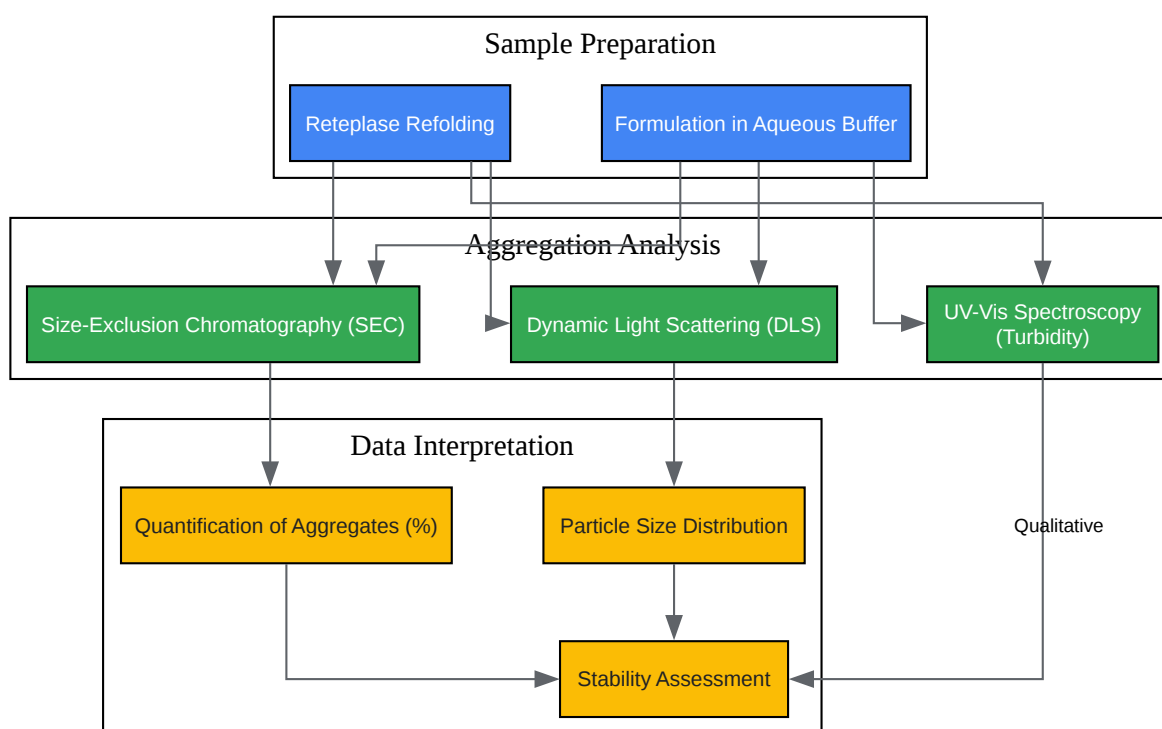 Sample Preparation
Reteplase Refolding
Formulation in Aqueous Buffer
Aggregation Analysis
Size-Exclusion Chromatography (SEC)
Dynamic Light Scattering (DLS)
UV-Vis Spectroscopy
(Turbidity)
Data Interpretation
Quantification of Aggregates (%)
Particle Size Distribution
Qualitative
Stability Assessment